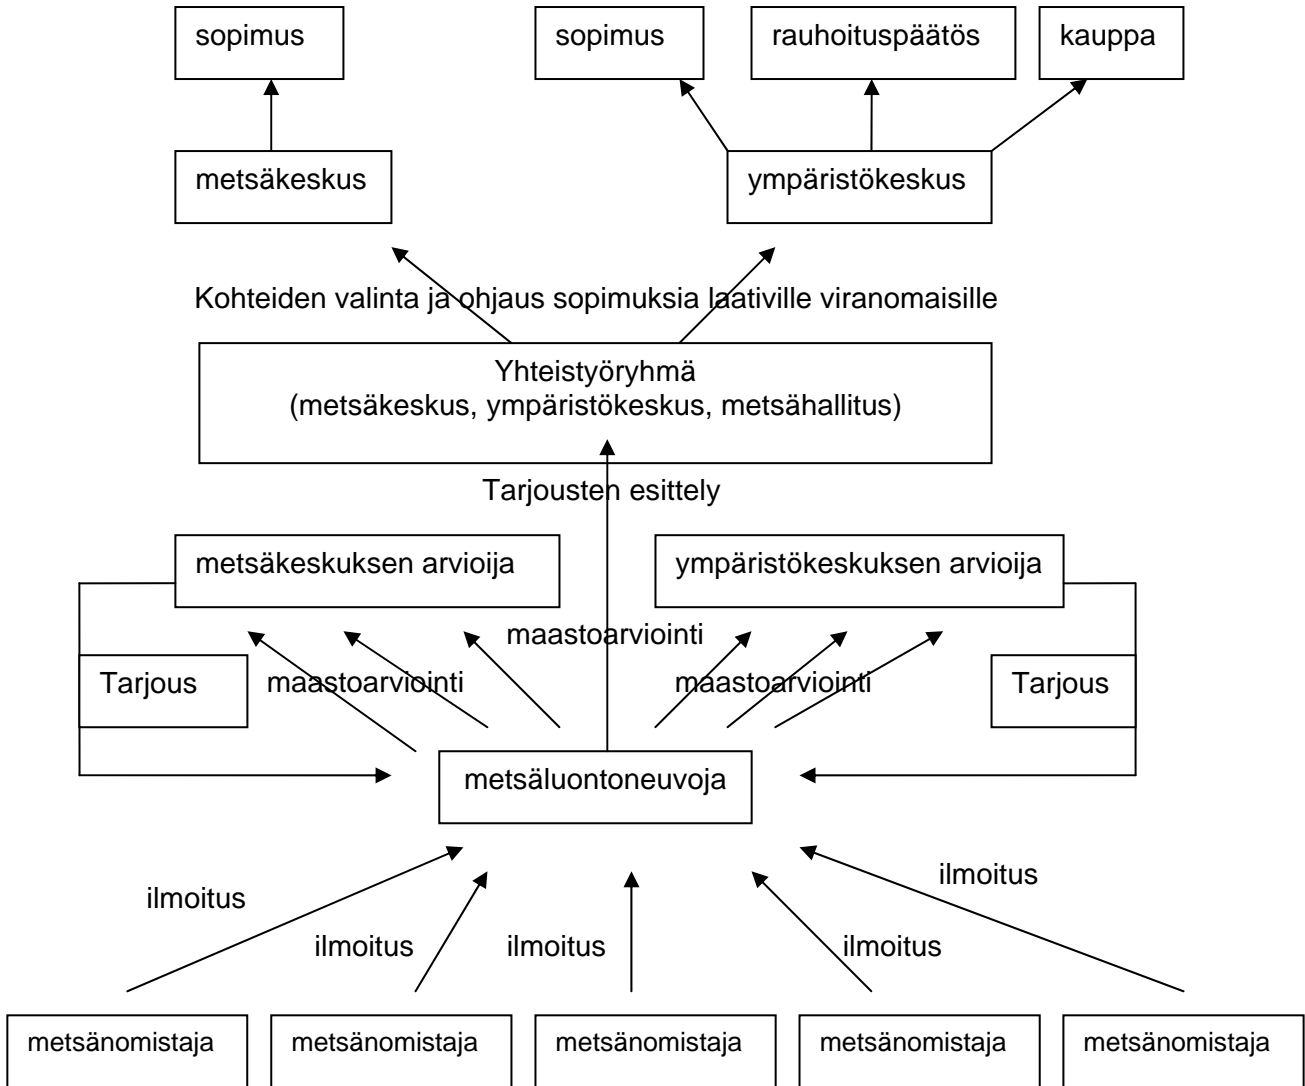 sopimus
sopimus
rauhoituspäätös
kauppa
metsäkeskus
ympäristökeskus
Kohteiden valinta ja ohjaus sopimuksia laativille viranomaisille
Yhteistyöryhmä
(metsäkeskus, ympäristökeskus, metsähallitus)
Tarjousten esittely
metsäkeskuksen arvioija
ympäristökeskuksen arvioija
maastoarviointi
Tarjous
maastoarviointi
maastoarviointi
Tarjous
metsäluontoneuvoja
ilmoitus
ilmoitus
ilmoitus
ilmoitus
ilmoitus
metsänomistaja
metsänomistaja
metsänomistaja
metsänomistaja
metsänomistaja